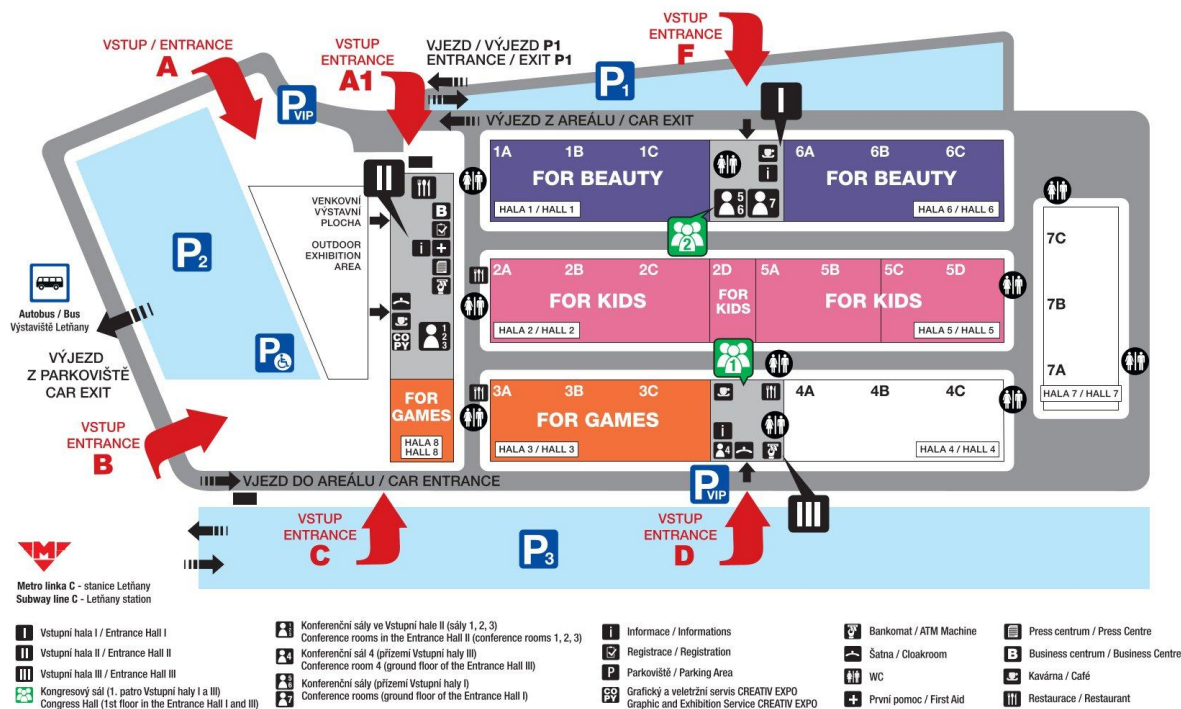 VSTUP / ENTRANCE
A
VSTUP
ENTRANCE
A1
VJEZD / VÝJEZD P1
ENTRANCE / EXIT P1
VSTUP
ENTRANCE
F
P VIP
P1
I
VÝJEZD Z AREÁLU / CAR EXIT
1A 1B 1C
FOR BEAUTY
HALA 1 / HALL 1
i
5
6
7
6A 6B 6C
FOR BEAUTY
HALA 6 / HALL 6
II
VENKOVNÍ
VÝSTAVNÍ
PLOCHA
OUTDOOR
EXHIBITION
AREA
B
i +
1
2
3
CO
PY
2
P2
P
Autobus / Bus
Výstaviště Letňany
VÝJEZD
Z PARKOVIŠTĚ
CAR EXIT
2A 2B 2C
FOR KIDS
HALA 2 / HALL 2
2D
FOR
KIDS
5A 5B 5C 5D
FOR KIDS
HALA 5 / HALL 5
7C
7B
7A
HALA 7 / HALL 7
1
FOR
GAMES
HALA 8
HALL 8
3A 3B 3C
FOR GAMES
HALA 3 / HALL 3
i
4
4A 4B 4C
HALA 4 / HALL 4
VSTUP
ENTRANCE
B
VJEZD DO AREÁLU / CAR ENTRANCE
P VIP
III
VSTUP
ENTRANCE
C
P3
VSTUP
ENTRANCE
D
M
Metro linka C - stanice Letňany
Subway line C - Letňany station
I Vstupní hala I / Entrance Hall I
II Vstupní hala II / Entrance Hall II
III Vstupní hala III / Entrance Hall III
Kongresový sál (1. patro Vstupní haly I a III)
Congress Hall (1st floor in the Entrance Hall I and III)
1
2
3
Konferenční sály ve Vstupní hale II (sály 1, 2, 3)
Conference rooms in the Entrance Hall II (conference rooms 1, 2, 3)
4 Konferenční sál 4 (přízemí Vstupní haly III)
Conference room 4 (ground floor of the Entrance Hall III)
5
6
7
Konferenční sály (přízemí Vstupní haly I)
Conference rooms (ground floor of the Entrance Hall I)
i Informace / Informations
Registrace / Registration
P Parkoviště / Parking Area
CO
PY
Grafický a veletržní servis CREATIV EXPO
Graphic and Exhibition Service CREATIV EXPO
Bankomat / ATM Machine
Šatna / Cloakroom
WC
+ První pomoc / First Aid
Press centrum / Press Centre
B Business centrum / Business Centre
Kavárna / Café
Restaurace / Restaurant